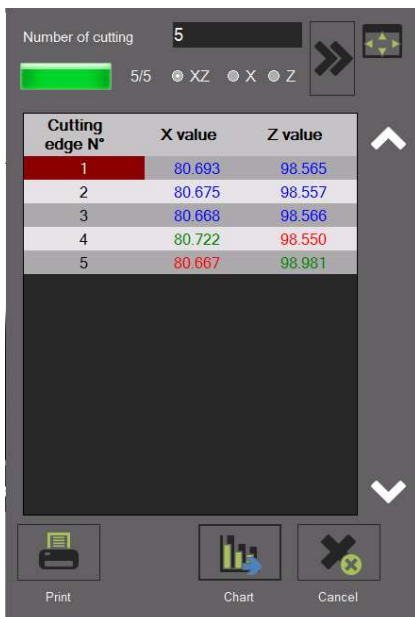 Number of cutting 5
5/5 XZ X Z
Cutting edge N° X value Z value
1 80.693 98.565
2 80.675 98.557
3 80.668 98.566
4 80.722 98.550
5 80.667 98.981
Print Chart Cancel